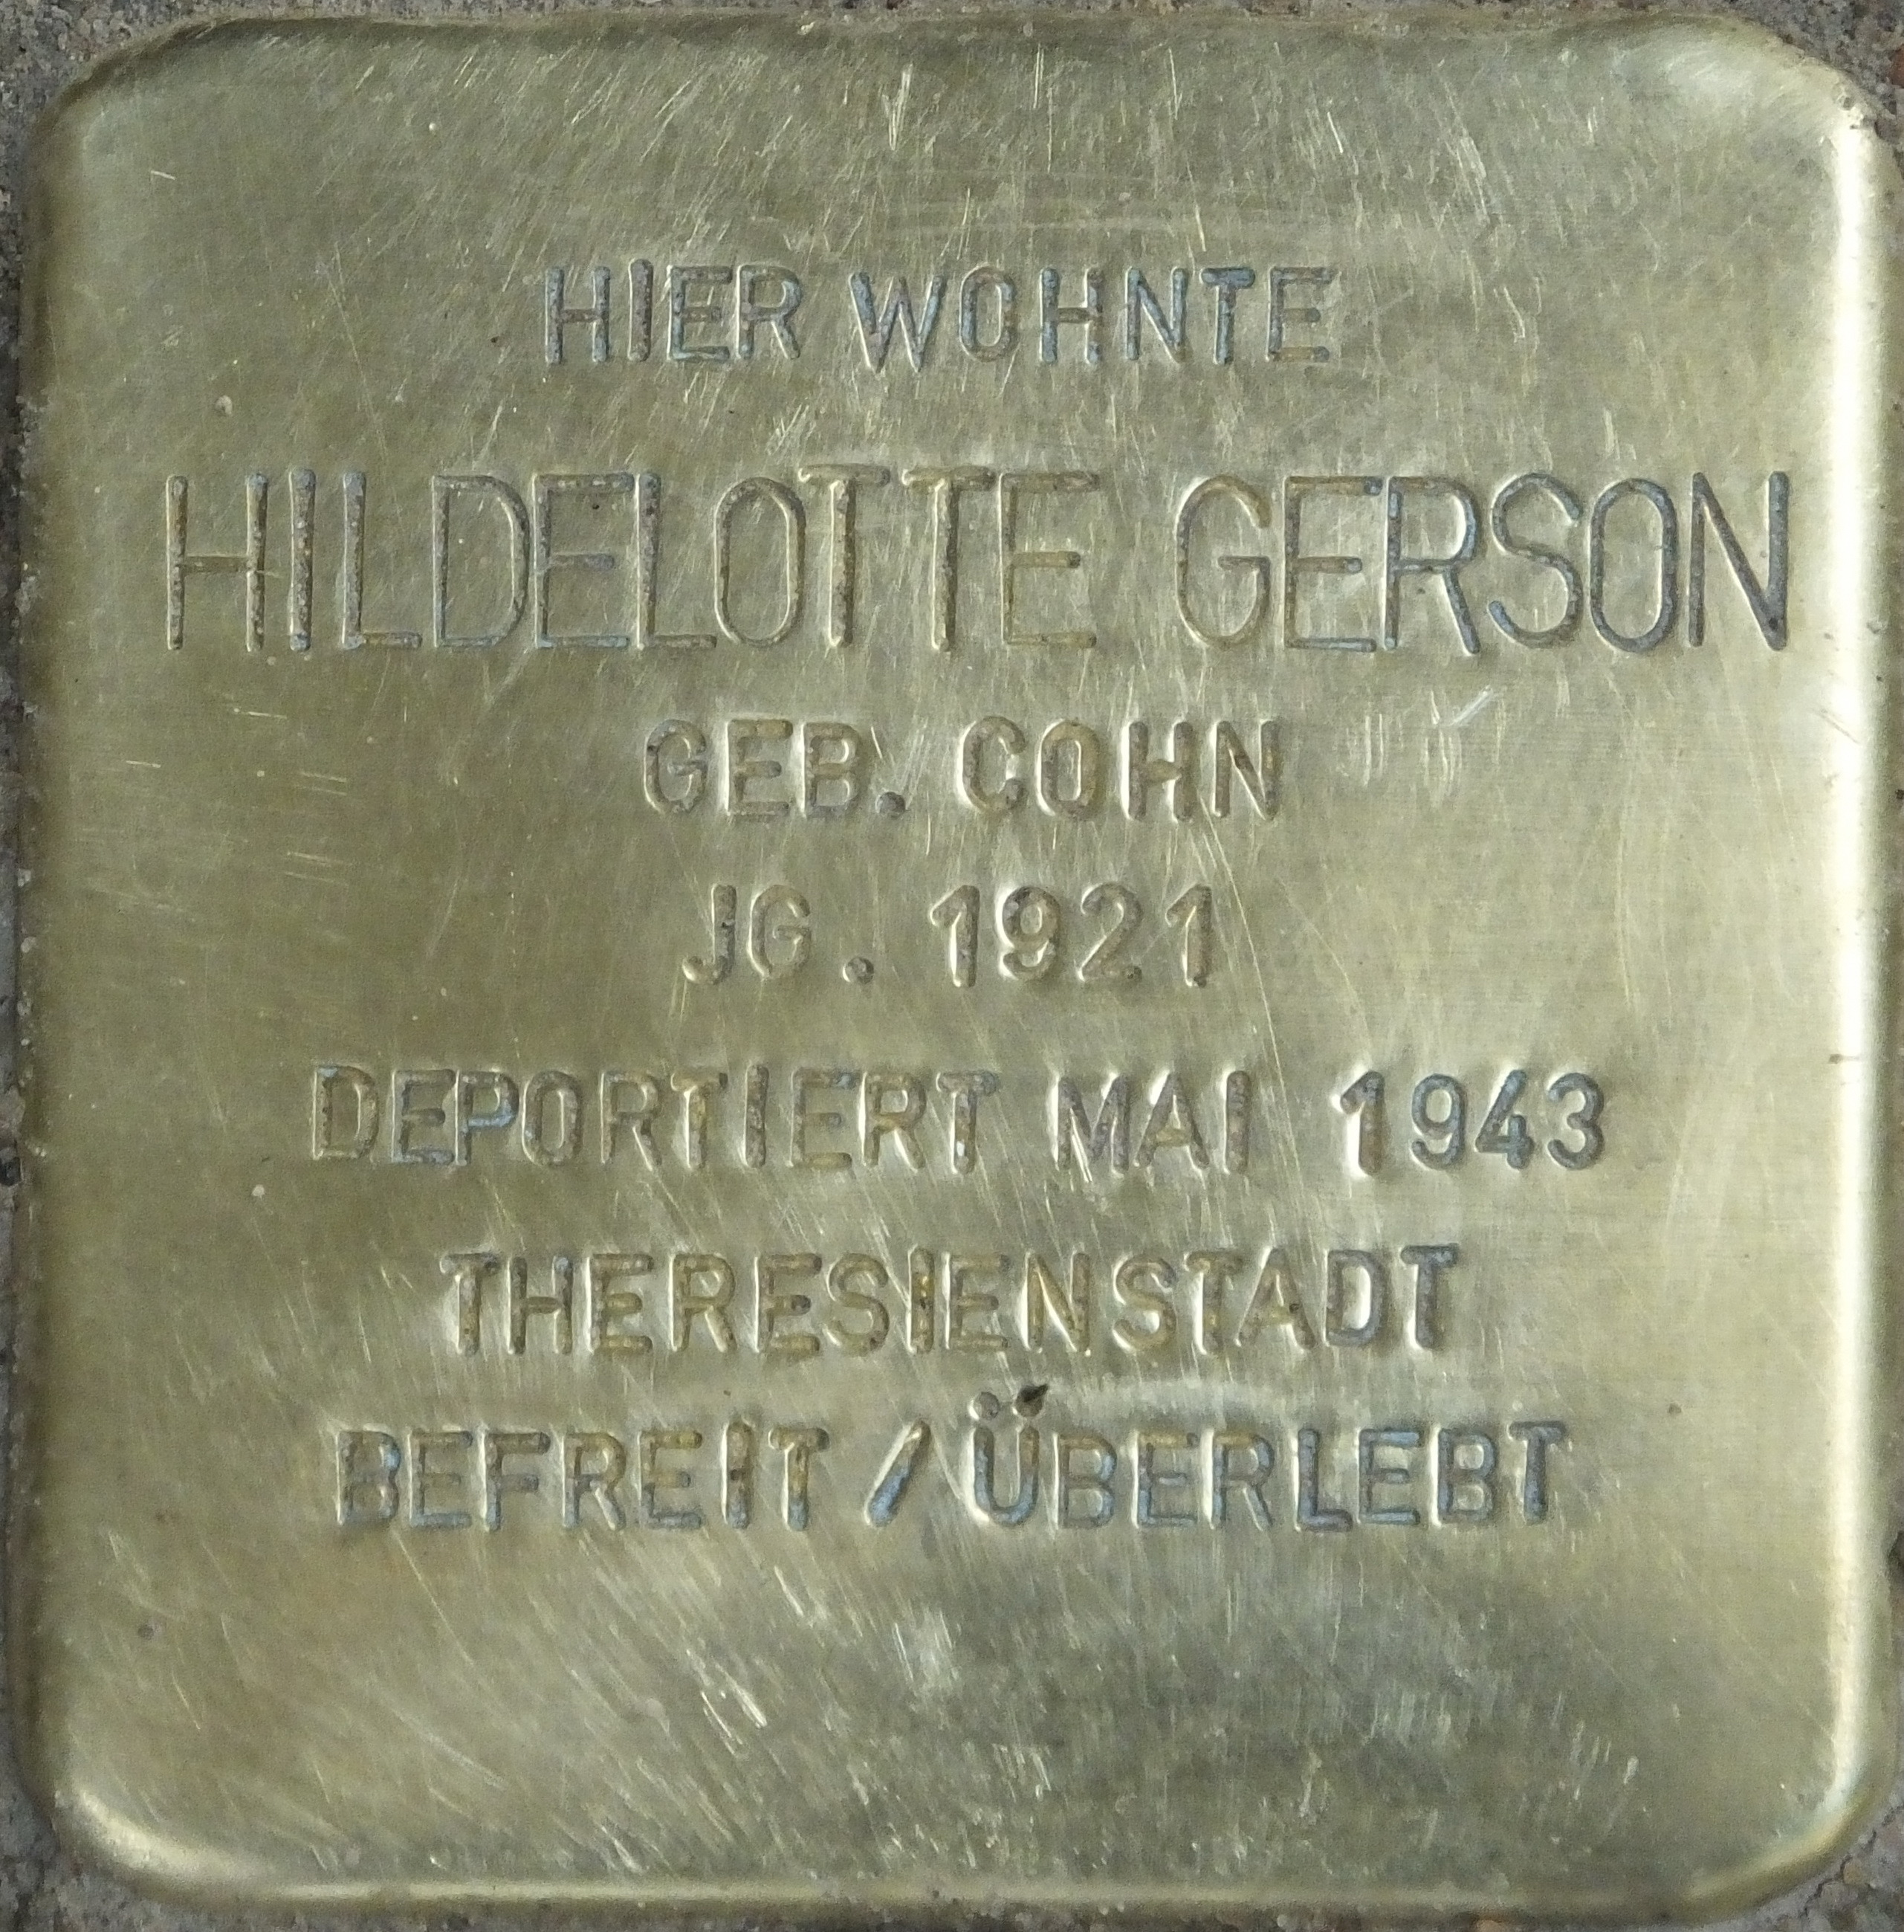 HIER WOHNTE
HILDELOTTE GERSON
GEB. COHN
JG. 1921
DEPORTIERT MAI 1943
THERESIENSTADT
BEFREIT / ÜBERLEBT